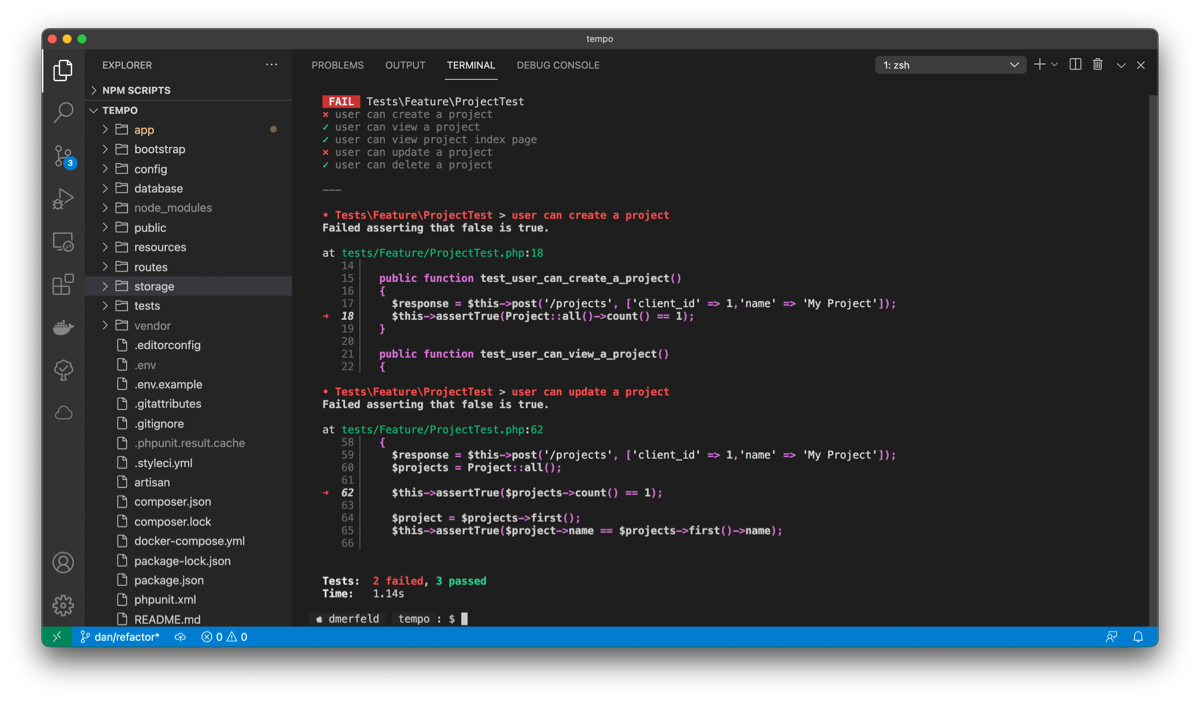 tempo
EXPLORER
NPM SCRIPTS
TEMPO
app
bootstrap
config
database
node_modules
public
resources
routes
storage
tests
vendor
.editorconfig
.env
.env.example
.gitattributes
.gitignore
.phpunit.result.cache
.styleci.yml
artisan
composer.json
composer.lock
docker-compose.yml
package-lock.json
package.json
phpunit.xml
README.md
3
PROBLEMS OUTPUT TERMINAL DEBUG CONSOLE 1: zsh
FAIL Tests\Feature\ProjectTest
⨯ user can create a project
✓ user can view a project
✓ user can view project index page
⨯ user can update a project
✓ user can delete a project
———
• Tests\Feature\ProjectTest > user can create a project
Failed asserting that false is true.
at tests/Feature/ProjectTest.php:18
14
15 public function test_user_can_create_a_project()
16 {
17 $response = $this->post('/projects', ['client_id' => 1,'name' => 'My Project']);
➜ 18 $this->assertTrue(Project::all()->count() == 1);
19 }
20
21 public function test_user_can_view_a_project()
22 {
• Tests\Feature\ProjectTest > user can update a project
Failed asserting that false is true.
at tests/Feature/ProjectTest.php:62
58 {
59 $response = $this->post('/projects', ['client_id' => 1,'name' => 'My Project']);
60 $projects = Project::all();
61
➜ 62 $this->assertTrue($projects->count() == 1);
63
64 $project = $projects->first();
65 $this->assertTrue($project->name == $projects->first()->name);
66
Tests: 2 failed, 3 passed
Time: 1.14s
dmerfeld tempo : $
dan/refactor* 0 0